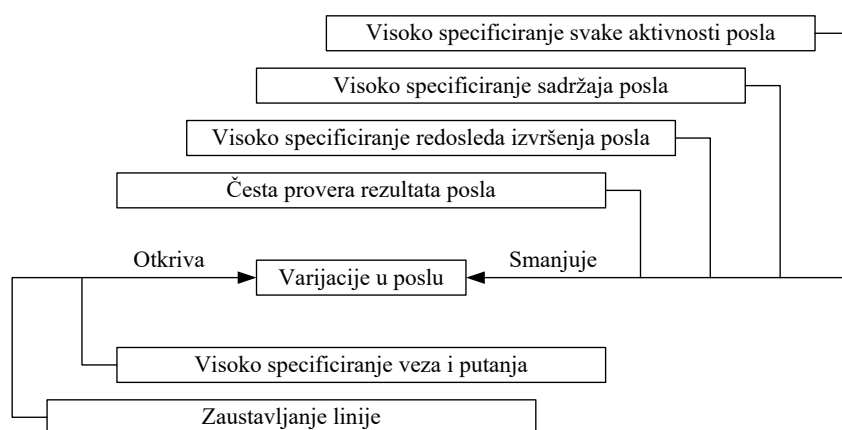 Visoko specificiranje svake aktivnosti posla
Visoko specificiranje sadržaja posla
Visoko specificiranje redosleda izvršenja posla
Česta provera rezultata posla
Otkriva
Varijacije u poslu
Smanjuje
Visoko specificiranje veza i putanja
Zaustavljanje linije